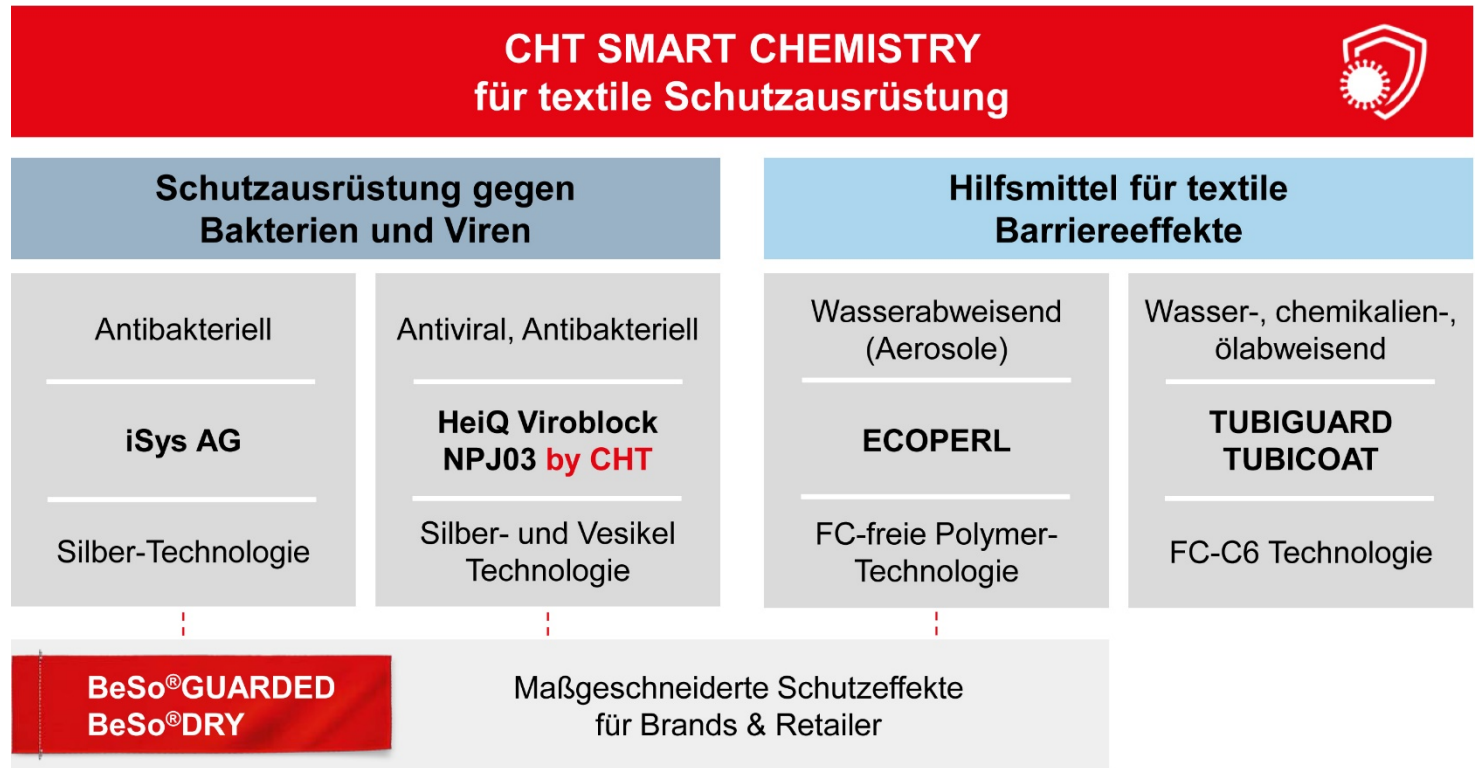 CHT SMART CHEMISTRY
für textile Schutzausrüstung
Schutzausrüstung gegen
Bakterien und Viren
Hilfsmittel für textile
Barriereeffekte
Antibakteriell
iSys AG
Silber-Technologie
Antiviral, Antibakteriell
HeiQ Viroblock
NPJ03 by CHT
Silber- und Vesikel
Technologie
Wasserabweisend
(Aerosole)
ECOPERL
FC-freie Polymer-
Technologie
Wasser-, chemikalien-,
ölabweisend
TUBIGUARD
TUBICOAT
FC-C6 Technologie
BeSo®GUARDED
BeSo®DRY
Maßgeschneiderte Schutzeffekte
für Brands & Retailer